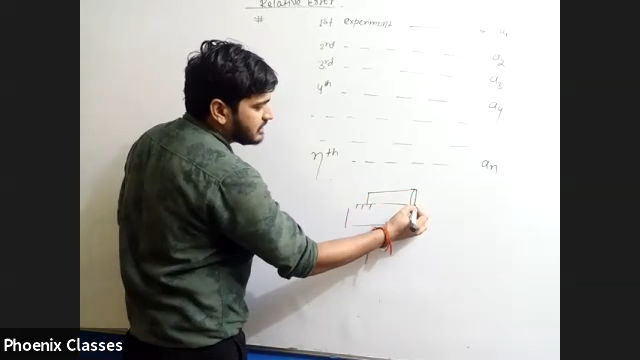 Relative Error.
# 1st experiment ——— - a1
2nd — — — — — a2
3rd — — — — a3
4th — — — — a4
nth — — — — — an
Phoenix Classes